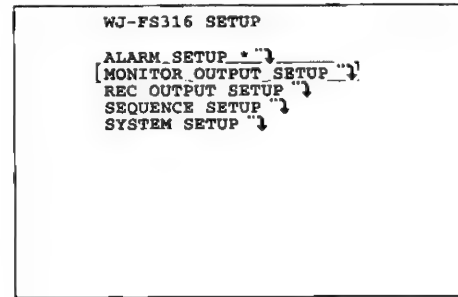 WJ-FS316 SETUP
ALARM SETUP *
MONITOR OUTPUT SETUP
REC OUTPUT SETUP
SEQUENCE SETUP
SYSTEM SETUP